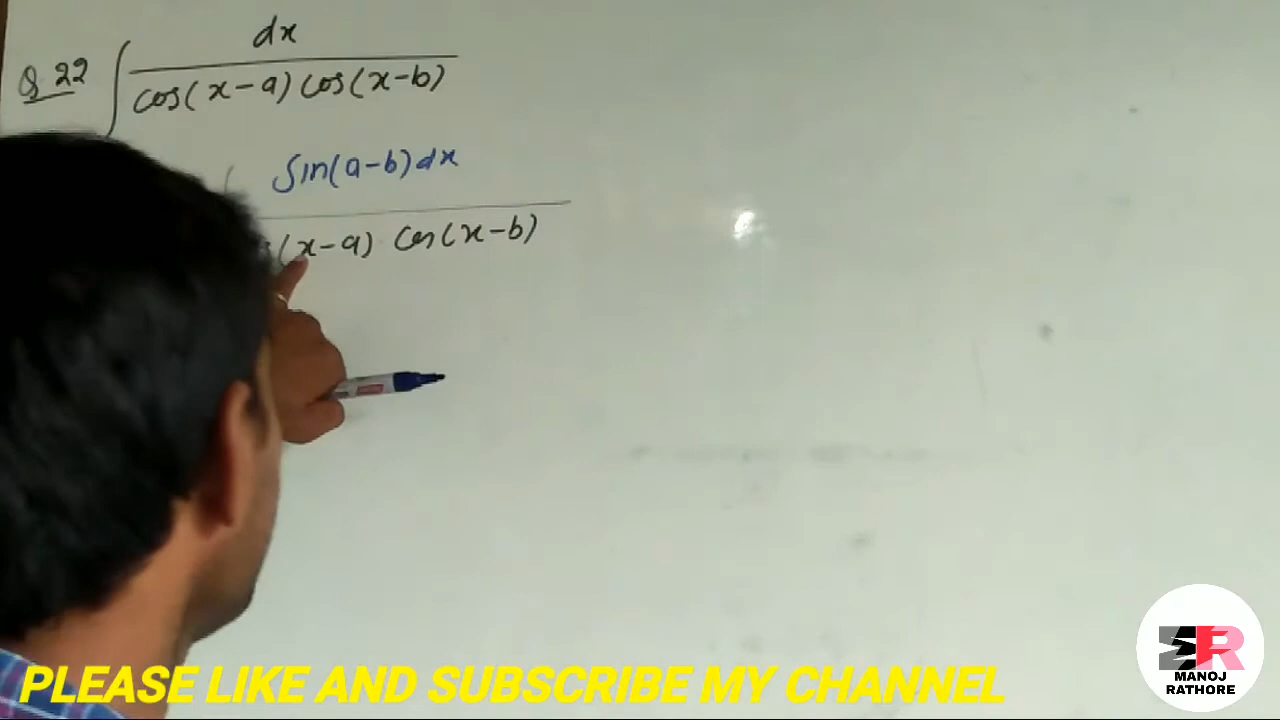 Q 22 ∫ dx
cos(x-a) cos(x-b)
Sin(a-b)dx
(x-a) cos(x-b)
PLEASE LIKE AND SUBSCRIBE MY CHANNEL
MANOJ
RATHORE